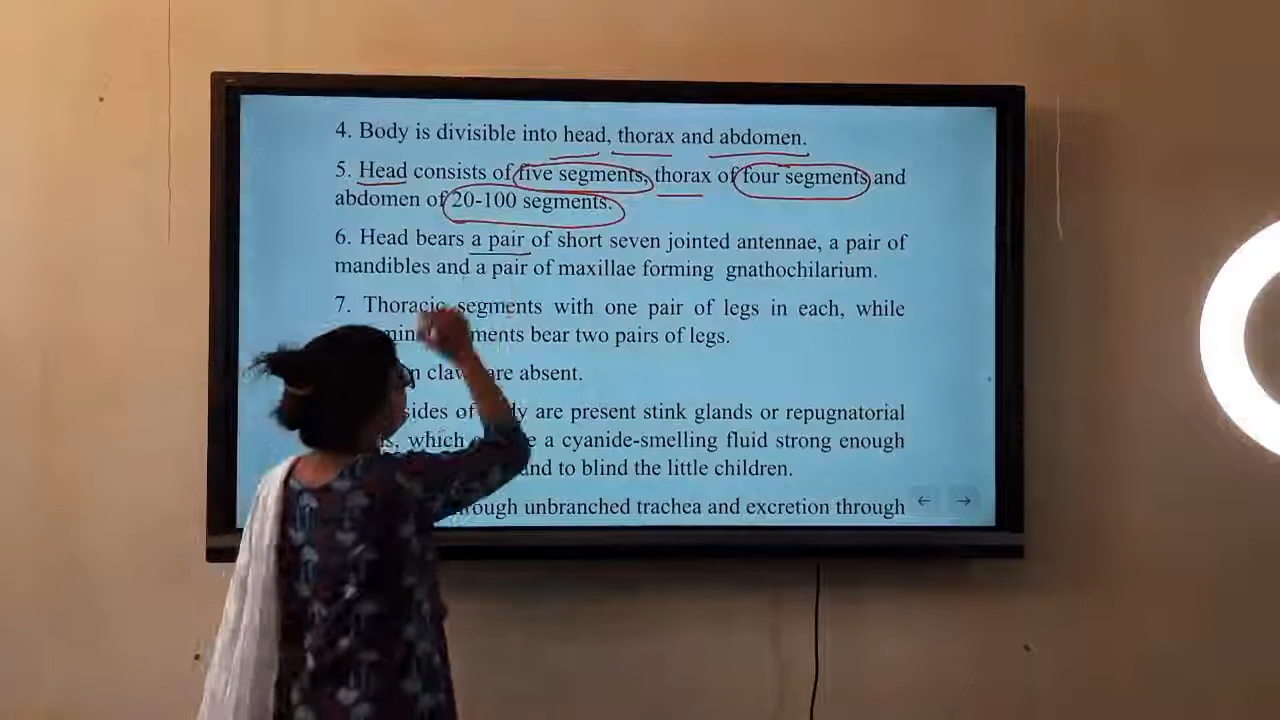 4. Body is divisible into head, thorax and abdomen.
5. Head consists of five segments, thorax of four segments and
abdomen of 20-100 segments.
6. Head bears a pair of short seven jointed antennae, a pair of
mandibles and a pair of maxillae forming gnathochilarium.
7. Thoracic segments with one pair of legs in each, while
bear two pairs of legs.
are absent.
sides of are present stink glands or repugnatorial
which a cyanide-smelling fluid strong enough
and to blind the little children.
unbranched trachea and excretion through